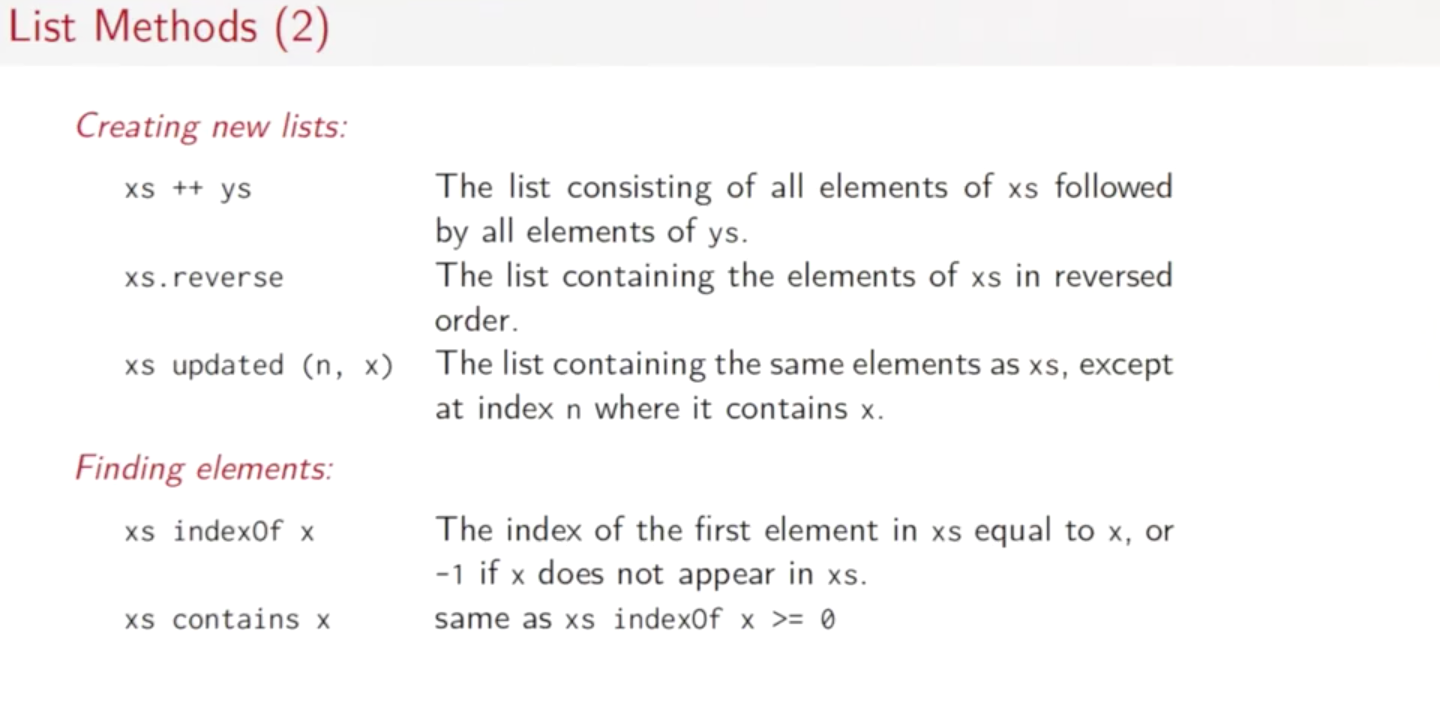 List Methods (2)
Creating new lists:
xs ++ ys The list consisting of all elements of xs followed
by all elements of ys.
xs.reverse The list containing the elements of xs in reversed
order.
xs updated (n, x) The list containing the same elements as xs, except
at index n where it contains x.
Finding elements:
xs indexOf x The index of the first element in xs equal to x, or
-1 if x does not appear in xs.
xs contains x same as xs indexOf x >= 0